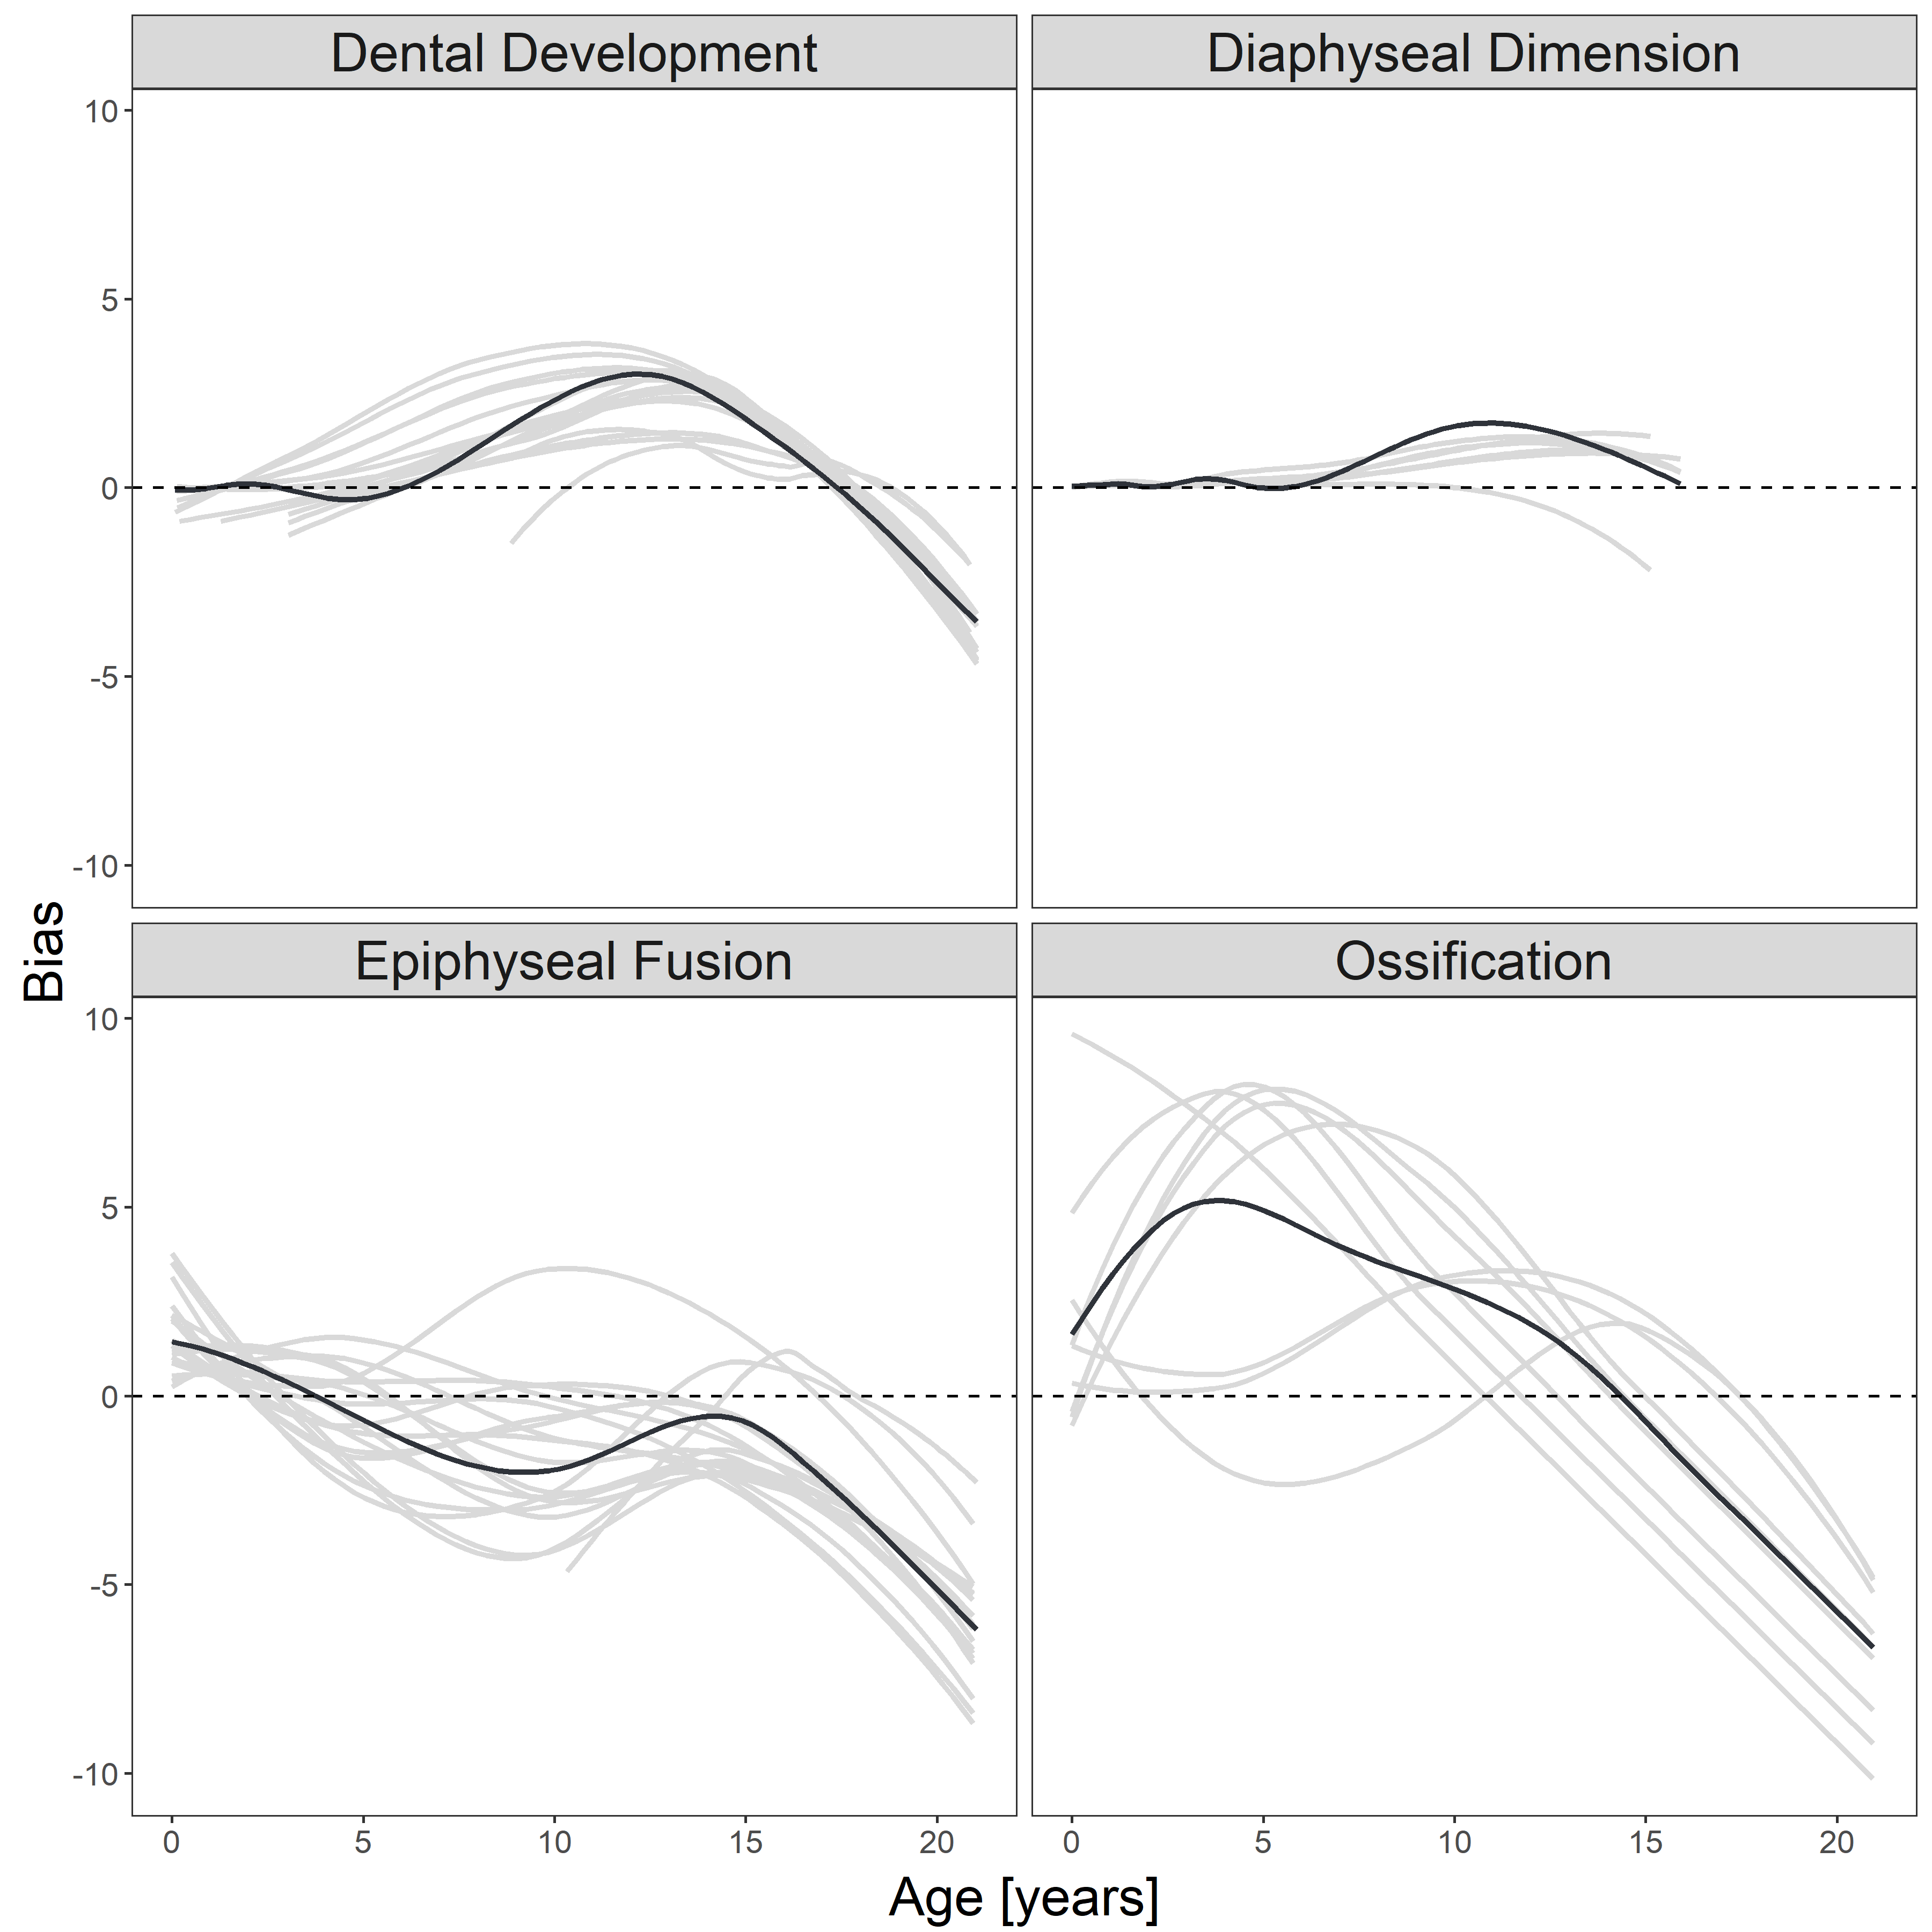 Dental Development
Diaphyseal Dimension
10
5
0
-5
-10
Bias
Epiphyseal Fusion
Ossification
10
5
0
-5
-10
0 5 10 15 20
0 5 10 15 20
Age [years]